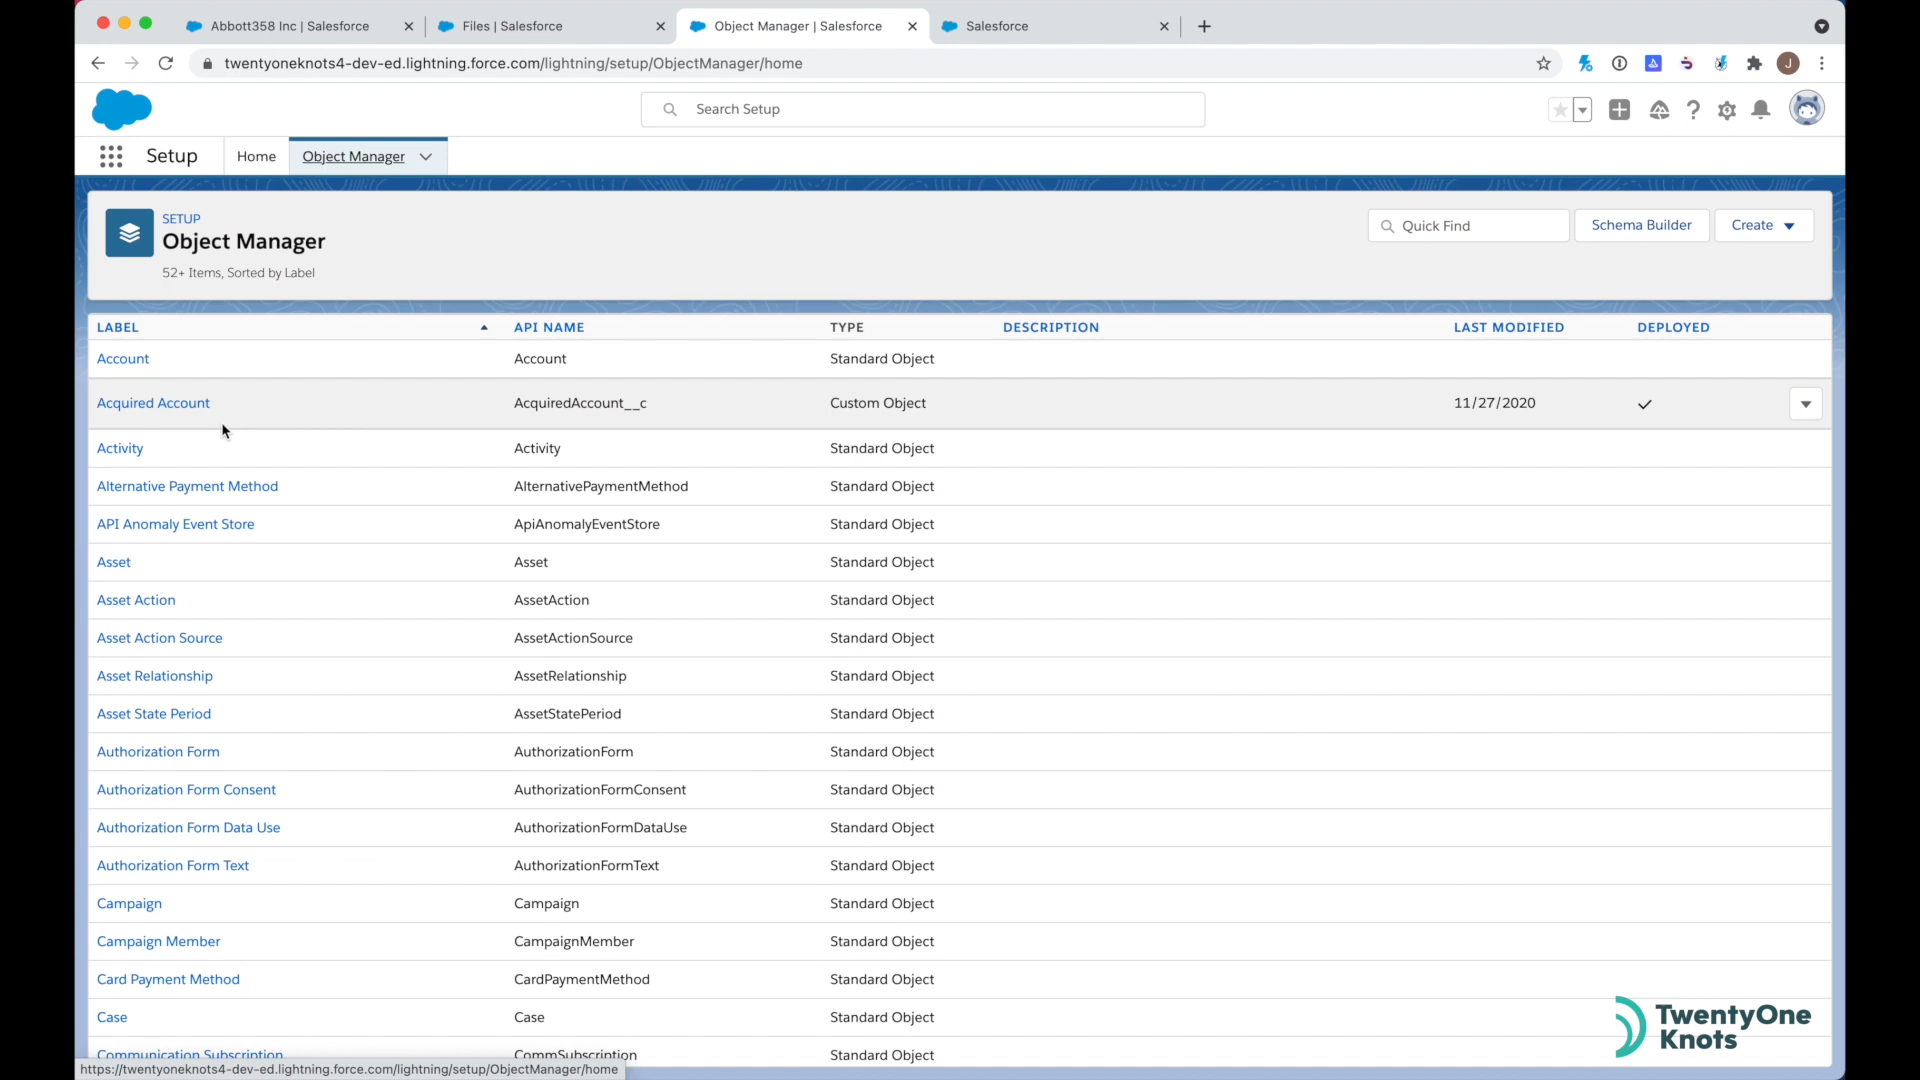 Abbott358 Inc | Salesforce
Files | Salesforce
Object Manager | Salesforce
Salesforce
twentyoneknots4-dev-ed.lightning.force.com/lightning/setup/ObjectManager/home
J
Search Setup
Setup
Home
Object Manager
SETUP
Object Manager
52+ Items, Sorted by Label
Quick Find
Schema Builder
Create
LABEL API NAME TYPE DESCRIPTION LAST MODIFIED DEPLOYED
Account Account Standard Object
Acquired Account AcquiredAccount__c Custom Object 11/27/2020
Activity Activity Standard Object
Alternative Payment Method AlternativePaymentMethod Standard Object
API Anomaly Event Store ApiAnomalyEventStore Standard Object
Asset Asset Standard Object
Asset Action AssetAction Standard Object
Asset Action Source AssetActionSource Standard Object
Asset Relationship AssetRelationship Standard Object
Asset State Period AssetStatePeriod Standard Object
Authorization Form AuthorizationForm Standard Object
Authorization Form Consent AuthorizationFormConsent Standard Object
Authorization Form Data Use AuthorizationFormDataUse Standard Object
Authorization Form Text AuthorizationFormText Standard Object
Campaign Campaign Standard Object
Campaign Member CampaignMember Standard Object
Card Payment Method CardPaymentMethod Standard Object
Case Case Standard Object
Communication Subscription CommSubscription Standard Object
https://twentyoneknots4-dev-ed.lightning.force.com/lightning/setup/ObjectManager/home
TwentyOne
Knots